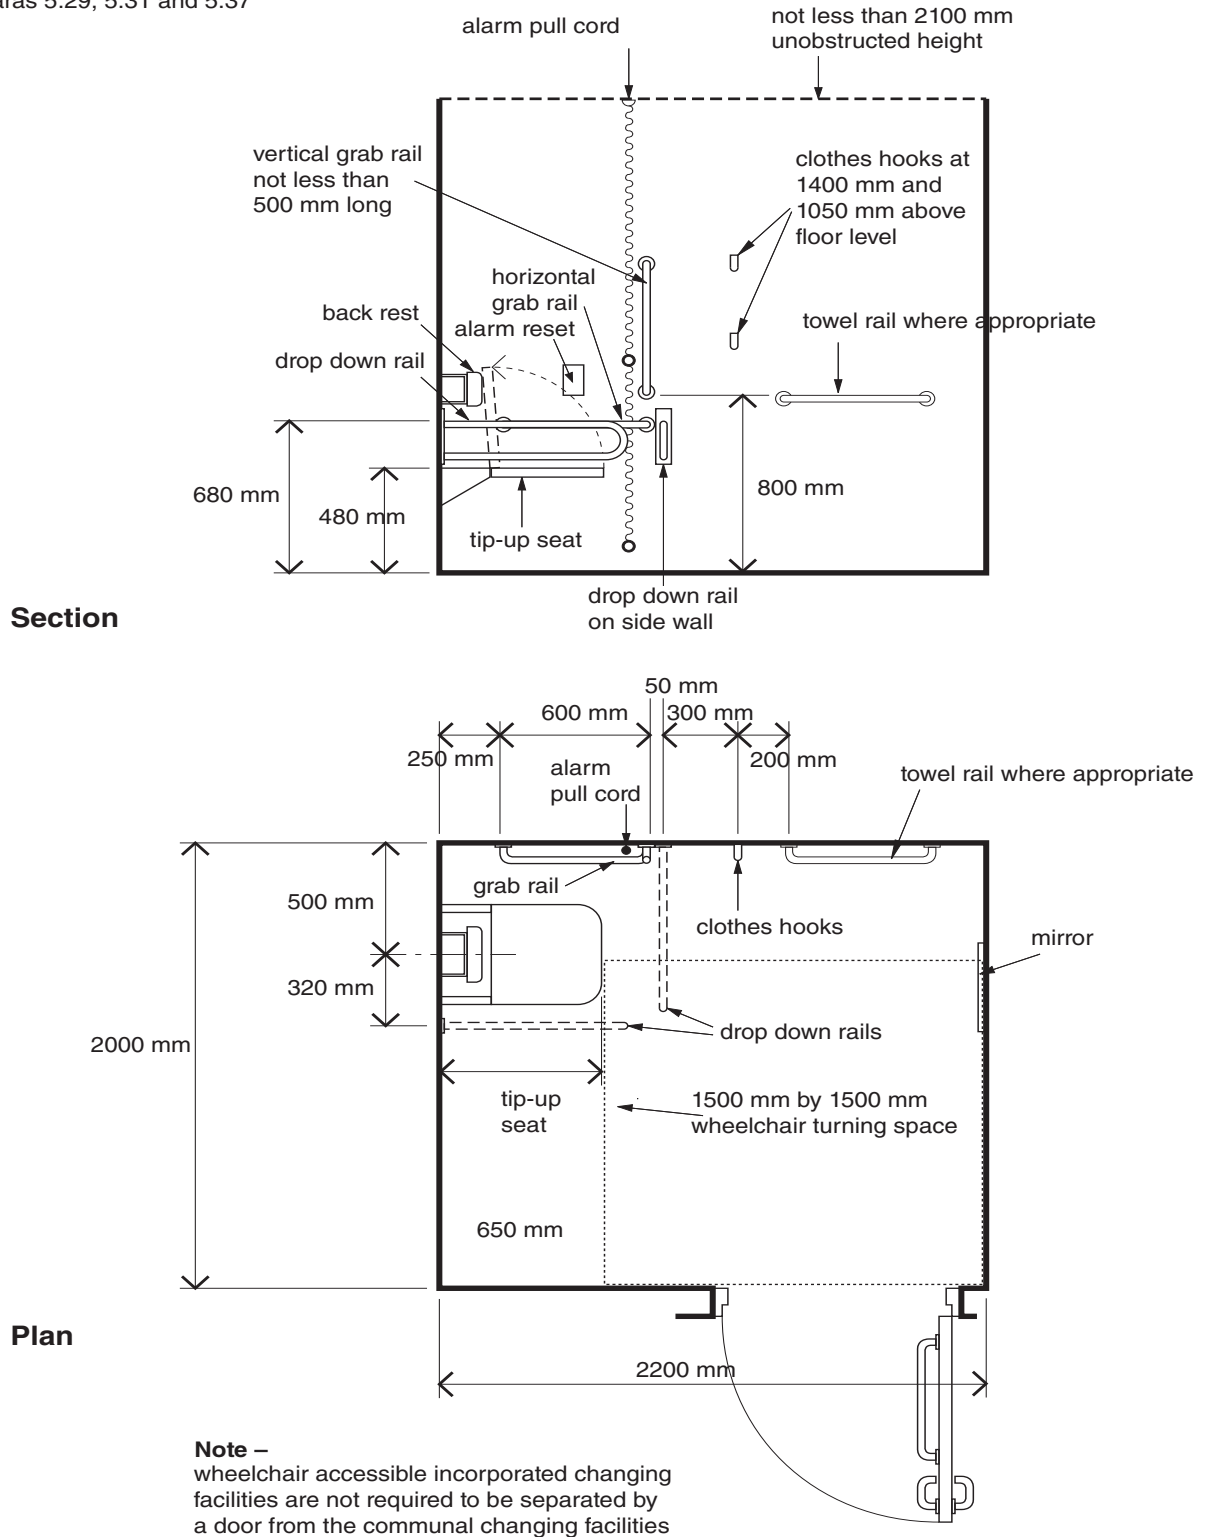 5.29, 5.31 and 5.37
alarm pull cord
not less than 2100 mm
unobstructed height
vertical grab rail
not less than
500 mm long
clothes hooks at
1400 mm and
1050 mm above
floor level
horizontal
grab rail
back rest
alarm reset
towel rail where appropriate
drop down rail
680 mm
480 mm
800 mm
tip-up seat
drop down rail
on side wall
Section
50 mm
600 mm
300 mm
250 mm
200 mm
alarm
pull cord
towel rail where appropriate
500 mm
grab rail
clothes hooks
mirror
320 mm
2000 mm
drop down rails
tip-up
seat
1500 mm by 1500 mm
wheelchair turning space
650 mm
Plan
2200 mm
Note –
wheelchair accessible incorporated changing
facilities are not required to be separated by
a door from the communal changing facilities